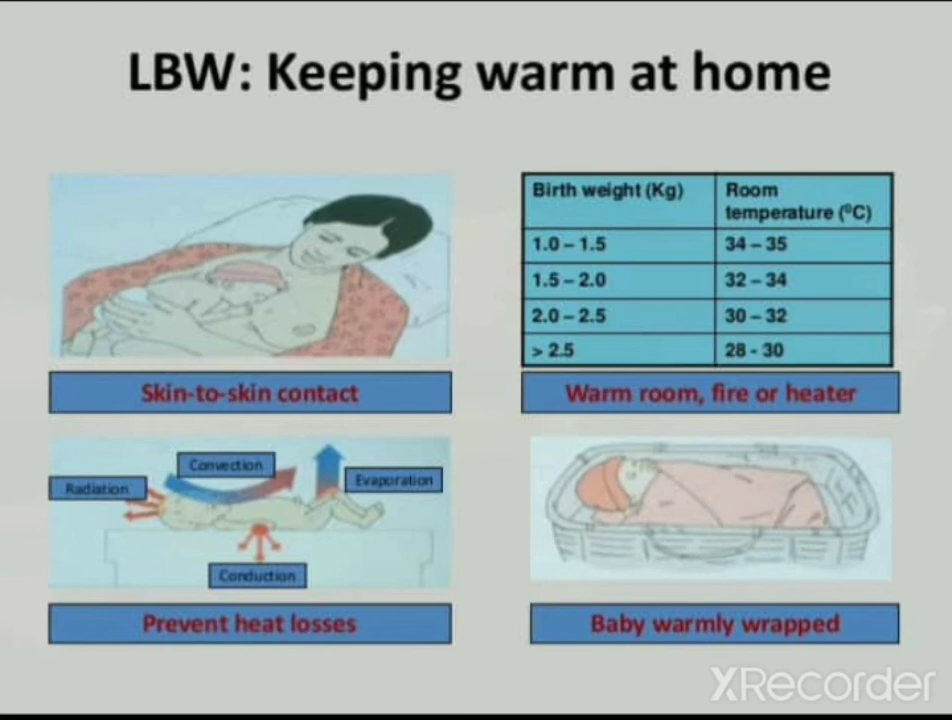 LBW: Keeping warm at home
Skin-to-skin contact
Birth weight (Kg) Room
temperature (⁰C)
1.0 – 1.5 34 – 35
1.5 – 2.0 32 – 34
2.0 – 2.5 30 – 32
> 2.5 28 - 30
Warm room, fire or heater
Convection
Radiation
Evaporation
Conduction
Prevent heat losses
Baby warmly wrapped
XRecorder